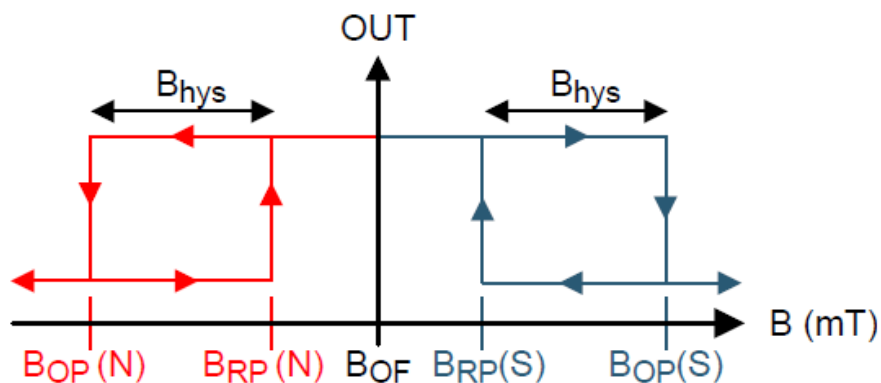 OUT
Bhys Bhys
B (mT)
BOP (N) BRP (N) BOF BRP(S) BOP(S)